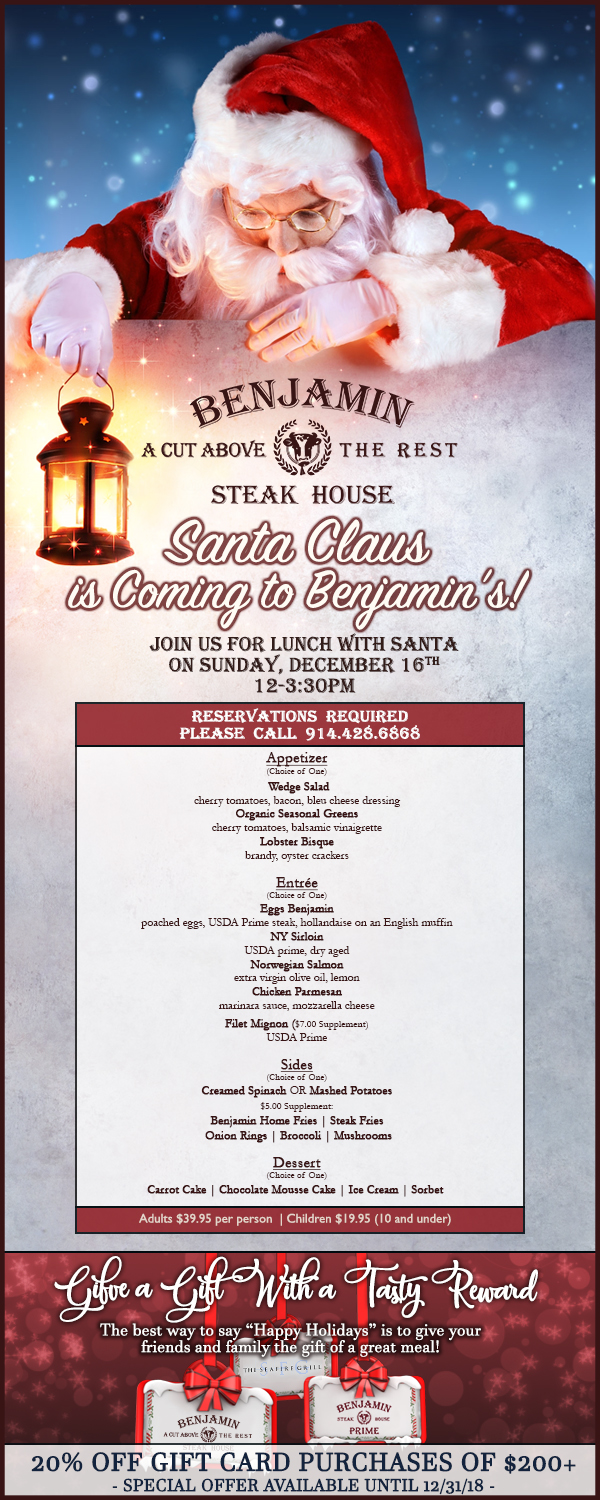 BENJAMIN
A CUT ABOVE THE REST
STEAK HOUSE
Santa Claus
is Coming to Benjamin's!
JOIN US FOR LUNCH WITH SANTA
ON SUNDAY, DECEMBER 16TH
12-3:30PM
RESERVATIONS REQUIRED
PLEASE CALL 914.428.6868
Appetizer
(Choice of One)
Wedge Salad
cherry tomatoes, bacon, bleu cheese dressing
Organic Seasonal Greens
cherry tomatoes, balsamic vinaigrette
Lobster Bisque
brandy, oyster crackers
Entrée
(Choice of One)
Eggs Benjamin
poached eggs, USDA Prime steak, hollandaise on an English muffin
NY Sirloin
USDA prime, dry aged
Norwegian Salmon
extra virgin olive oil, lemon
Chicken Parmesan
marinara sauce, mozzarella cheese
Filet Mignon ($7.00 Supplement)
USDA Prime
Sides
(Choice of One)
Creamed Spinach OR Mashed Potatoes
$5.00 Supplement:
Benjamin Home Fries | Steak Fries
Onion Rings | Broccoli | Mushrooms
Dessert
(Choice of One)
Carrot Cake | Chocolate Mousse Cake | Ice Cream | Sorbet
Adults $39.95 per person | Children $19.95 (10 and under)
Gifve a Gift With a Tasty Reward
The best way to say “Happy Holidays” is to give your
friends and family the gift of a great meal!
THE SEAFIRE GRILL
BENJAMIN
A CUT ABOVE THE REST
STEAK HOUSE
BENJAMIN
STEAK HOUSE
PRIME
20% OFF GIFT CARD PURCHASES OF $200+
- SPECIAL OFFER AVAILABLE UNTIL 12/31/18 -